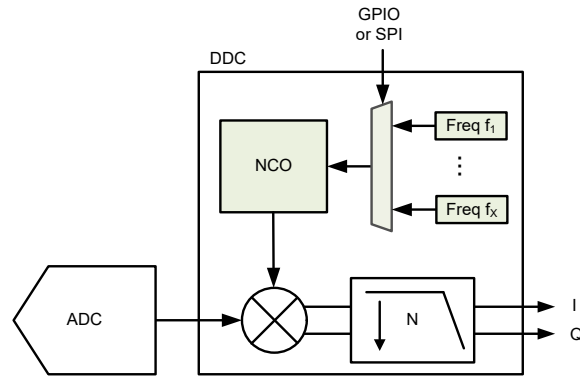 GPIO
or SPI
DDC
Freq f1
NCO
⋮
Freq fX
ADC
N
I
Q